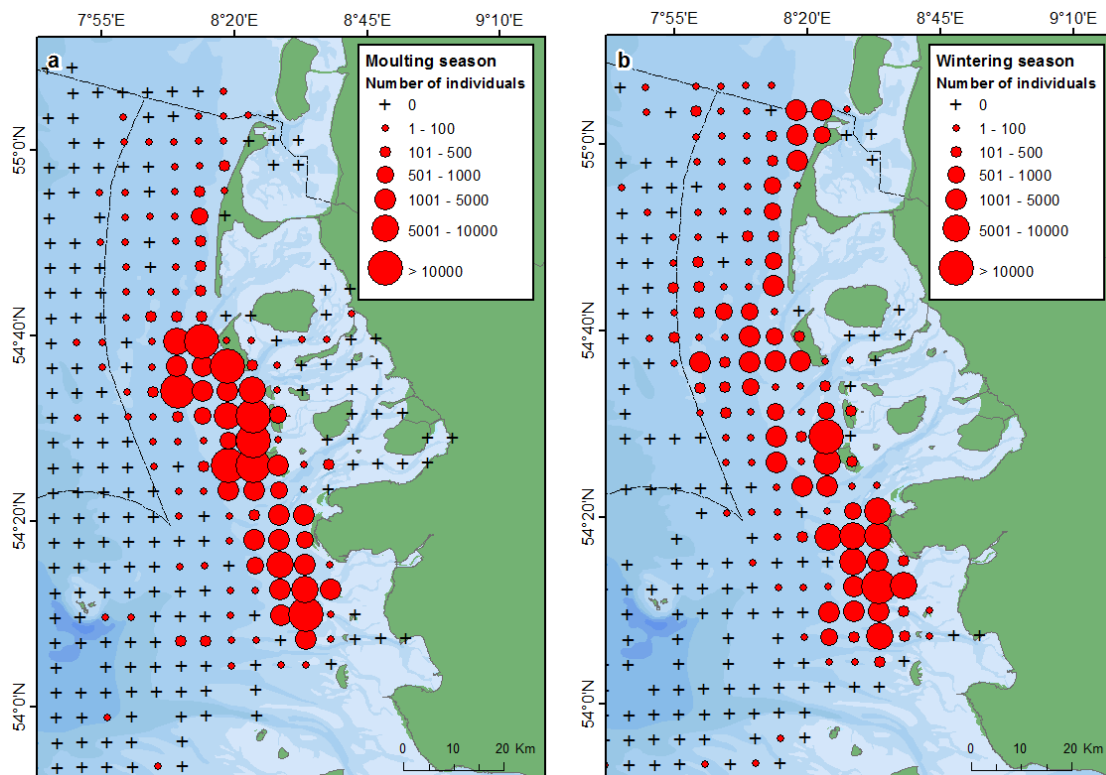 7°55'E 8°20'E 8°45'E 9°10'E
a
Moulting season
Number of individuals
0
1 - 100
101 - 500
501 - 1000
1001 - 5000
5001 - 10000
> 10000
55°0'N
54°40'N
54°20'N
54°0'N
0 10 20 Km
7°55'E 8°20'E 8°45'E 9°10'E
b
Wintering season
Number of individuals
0
1 - 100
101 - 500
501 - 1000
1001 - 5000
5001 - 10000
> 10000
55°0'N
54°40'N
54°20'N
54°0'N
0 10 20 Km